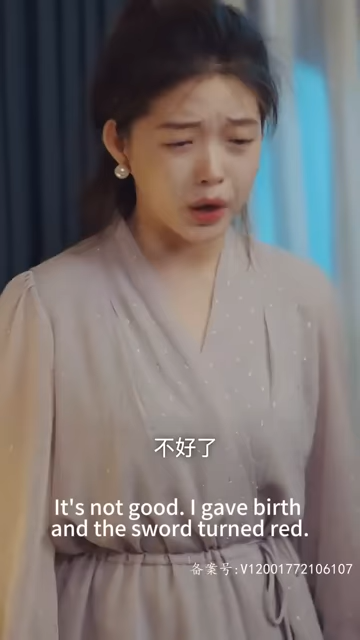 不好了
It's not good. I gave birth
and the sword turned red.
备案号:V12001772106107